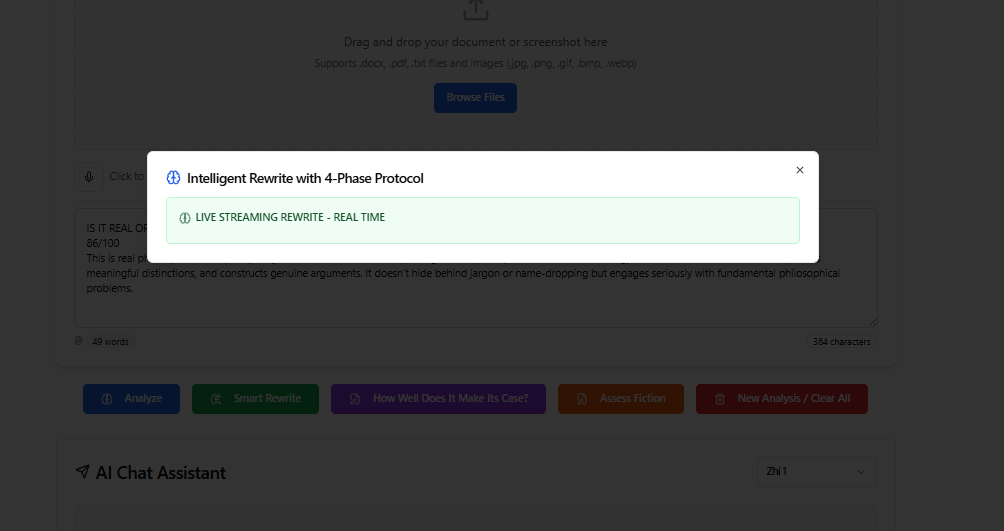 Drag and drop your document or screenshot here
Supports .docx, .pdf, .txt files and images (.jpg, .png, .gif, .bmp, .webp)
Browse Files
Click to
Intelligent Rewrite with 4-Phase Protocol
×
LIVE STREAMING REWRITE - REAL TIME
IS IT REAL OR
86/100
This is real
meaningful distinctions, and constructs genuine arguments. It doesn't hide behind jargon or name-dropping but engages seriously with fundamental philosophical
problems.
49 words
364 characters
Analyze
Smart Rewrite
How Well Does It Make Its Case?
Assess Fiction
New Analysis / Clear All
AI Chat Assistant
Zhi 1